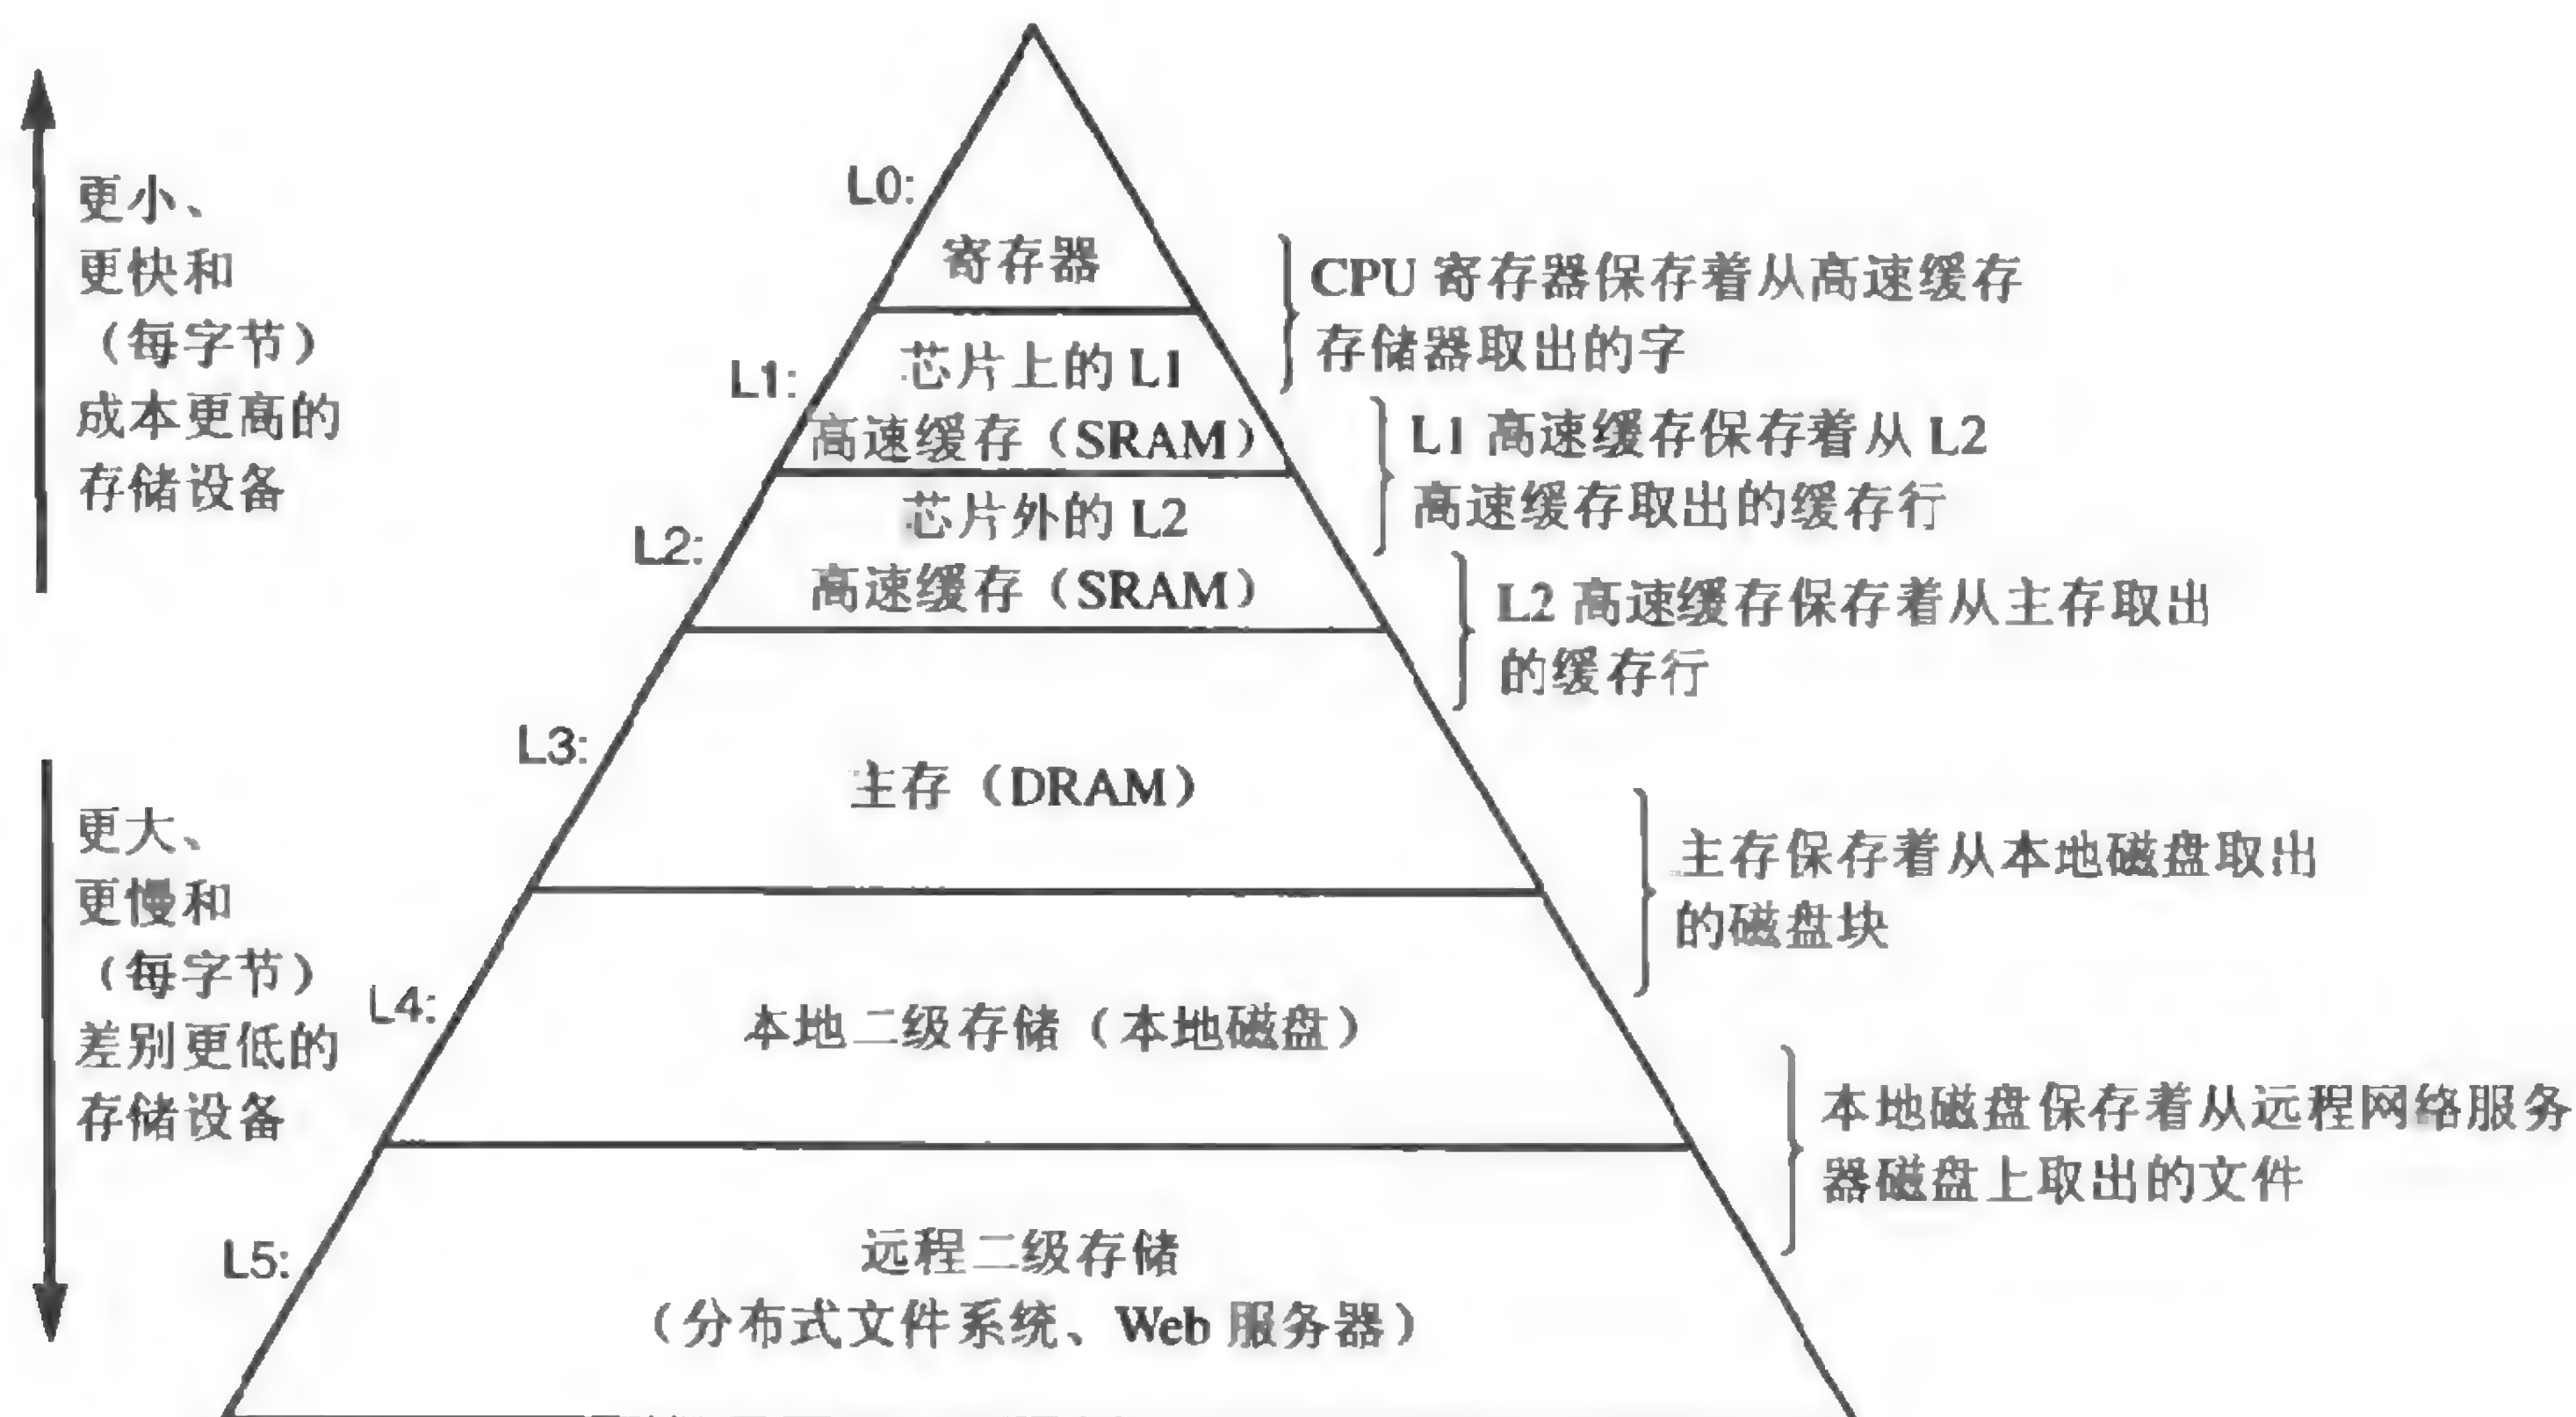 更小、
更快和
（每字节）
成本更高的
存储设备
更大、
更慢和
（每字节）
差别更低的
存储设备
L0:
寄存器
L1:
芯片上的 L1
高速缓存（SRAM）
L2:
芯片外的 L2
高速缓存（SRAM）
L3:
主存（DRAM）
L4:
本地二级存储（本地磁盘）
L5:
远程二级存储
（分布式文件系统、Web 服务器）
CPU 寄存器保存着从高速缓存
存储器取出的字
L1 高速缓存保存着从 L2
高速缓存取出的缓存行
L2 高速缓存保存着从主存取出
的缓存行
主存保存着从本地磁盘取出
的磁盘块
本地磁盘保存着从远程网络服务
器磁盘上取出的文件